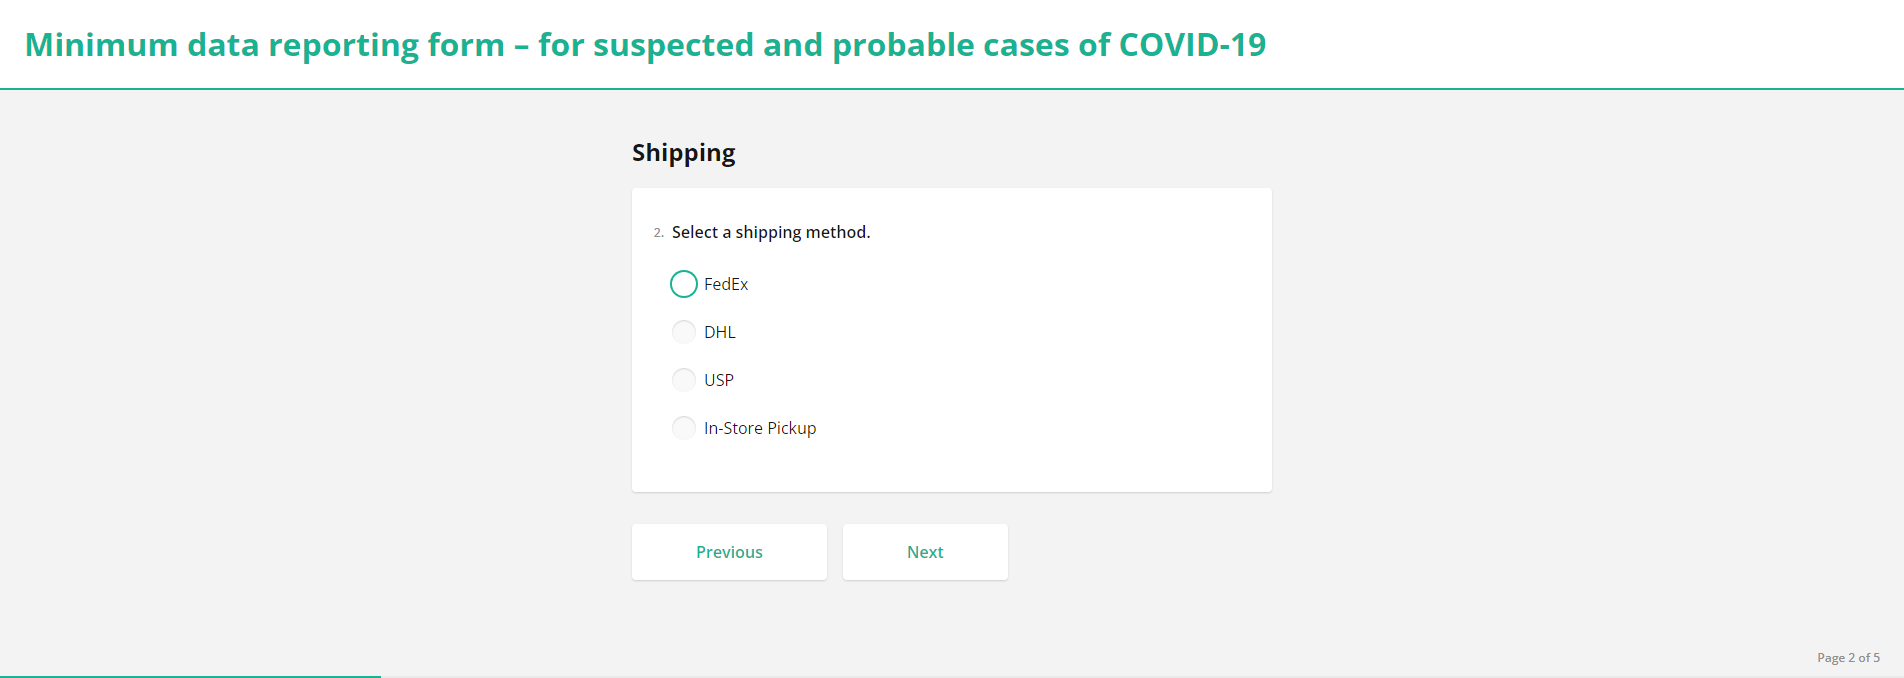 Minimum data reporting form – for suspected and probable cases of COVID-19
Shipping
2. Select a shipping method.
FedEx
DHL
USP
In-Store Pickup
Previous
Next
Page 2 of 5